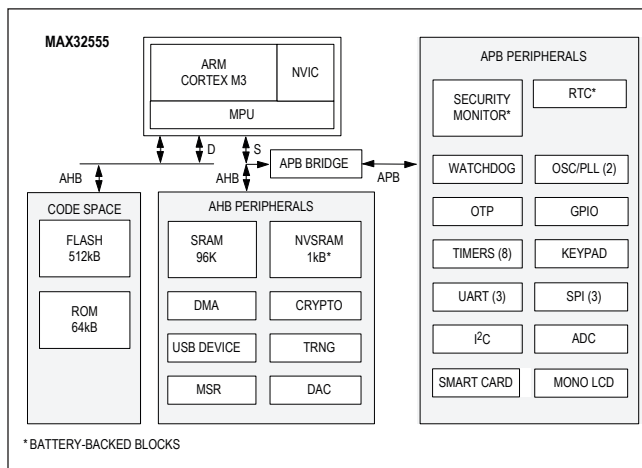 MAX32555
ARM
CORTEX M3
NVIC
MPU
D
S
AHB
AHB
APB BRIDGE
APB
CODE SPACE
FLASH
512kB
ROM
64kB
AHB PERIPHERALS
SRAM
96K
NVSRAM
1kB*
DMA
CRYPTO
USB DEVICE
TRNG
MSR
DAC
APB PERIPHERALS
SECURITY
MONITOR*
RTC*
WATCHDOG
OSC/PLL (2)
OTP
GPIO
TIMERS (8)
KEYPAD
UART (3)
SPI (3)
I²C
ADC
SMART CARD
MONO LCD
* BATTERY-BACKED BLOCKS